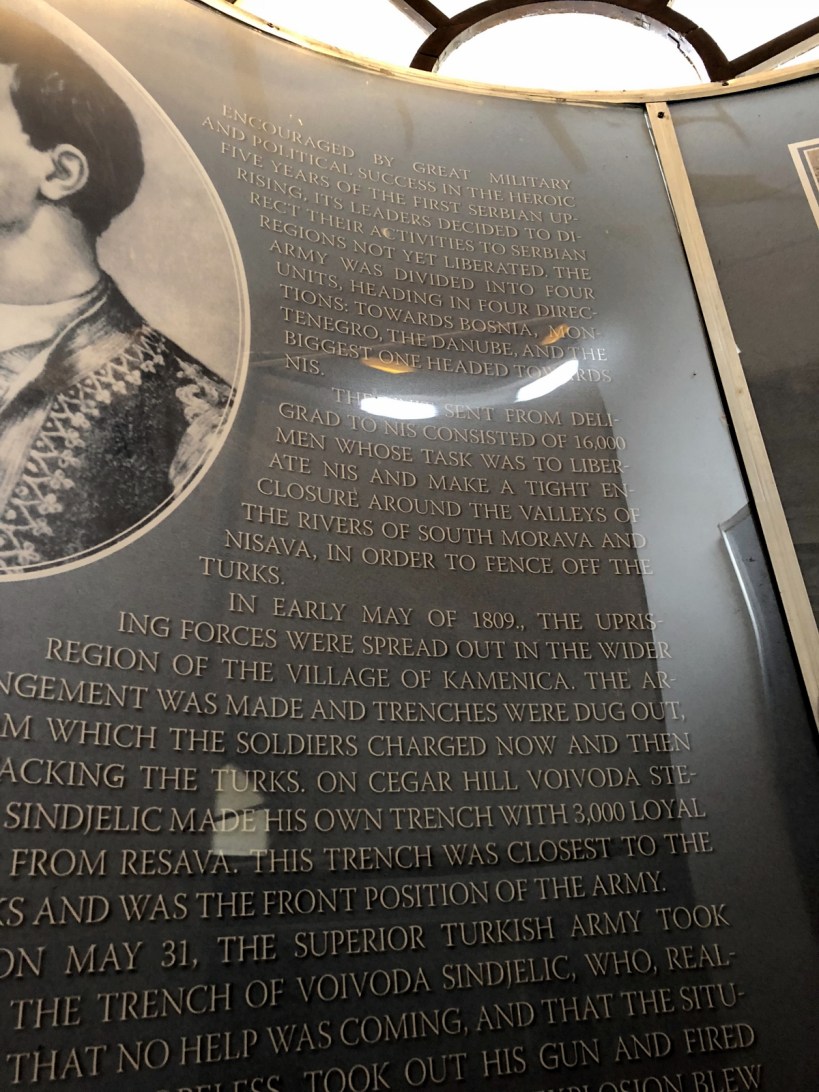 ENCOURAGED BY GREAT MILITARY
AND POLITICAL SUCCESS IN THE HEROIC
FIVE YEARS OF THE FIRST SERBIAN UP-
RISING, ITS LEADERS DECIDED TO DI-
RECT THEIR ACTIVITIES TO SERBIAN
REGIONS NOT YET LIBERATED. THE
ARMY WAS DIVIDED INTO FOUR
UNITS, HEADING IN FOUR DIREC-
TIONS: TOWARDS BOSNIA, MON-
TENEGRO, THE DANUBE, AND THE
BIGGEST ONE HEADED TOWARDS
NIS.
SENT FROM DELI-
GRAD TO NIS CONSISTED OF 16,000
MEN WHOSE TASK WAS TO LIBER-
ATE NIS AND MAKE A TIGHT EN-
CLOSURE AROUND THE VALLEYS OF
THE RIVERS OF SOUTH MORAVA AND
NISAVA, IN ORDER TO FENCE OFF THE
TURKS.
IN EARLY MAY OF 1809., THE UPRIS-
ING FORCES WERE SPREAD OUT IN THE WIDER
REGION OF THE VILLAGE OF KAMENICA. THE AR-
NGEMENT WAS MADE AND TRENCHES WERE DUG OUT,
M WHICH THE SOLDIERS CHARGED NOW AND THEN
ACKING THE TURKS. ON CEGAR HILL VOIVODA STE-
SINDJELIC MADE HIS OWN TRENCH WITH 3,000 LOYAL
FROM RESAVA. THIS TRENCH WAS CLOSEST TO THE
KS AND WAS THE FRONT POSITION OF THE ARMY.
ON MAY 31, THE SUPERIOR TURKISH ARMY TOOK
THE TRENCH OF VOIVODA SINDJELIC, WHO, REAL-
THAT NO HELP WAS COMING, AND THAT THE SITU-
TOOK OUT HIS GUN AND FIRED
BLEW